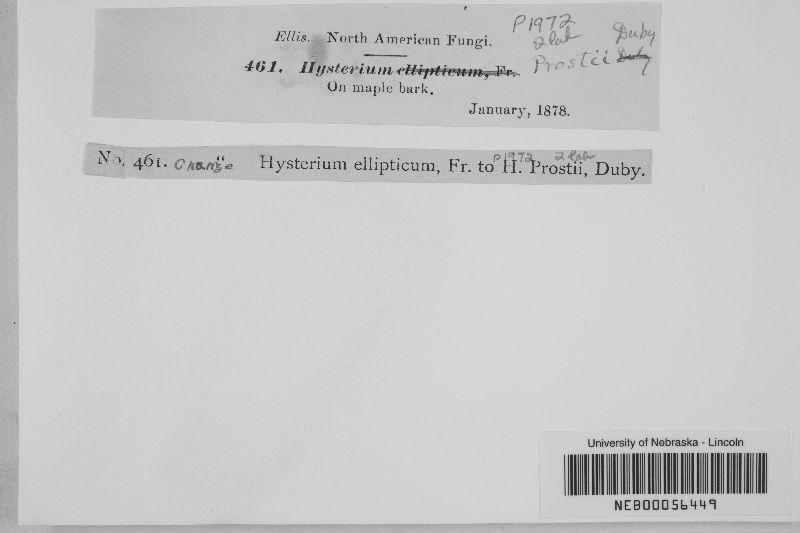 Ellis. North American Fungi. P1972
2 lab Duby
461. Hysterium ellipticum, Fr. Prostii Duby
On maple bark.
January, 1878.
P1972 2 lab
No. 461. Change “ Hysterium ellipticum, Fr. to H. Prostii, Duby.
University of Nebraska - Lincoln
NEB00056449